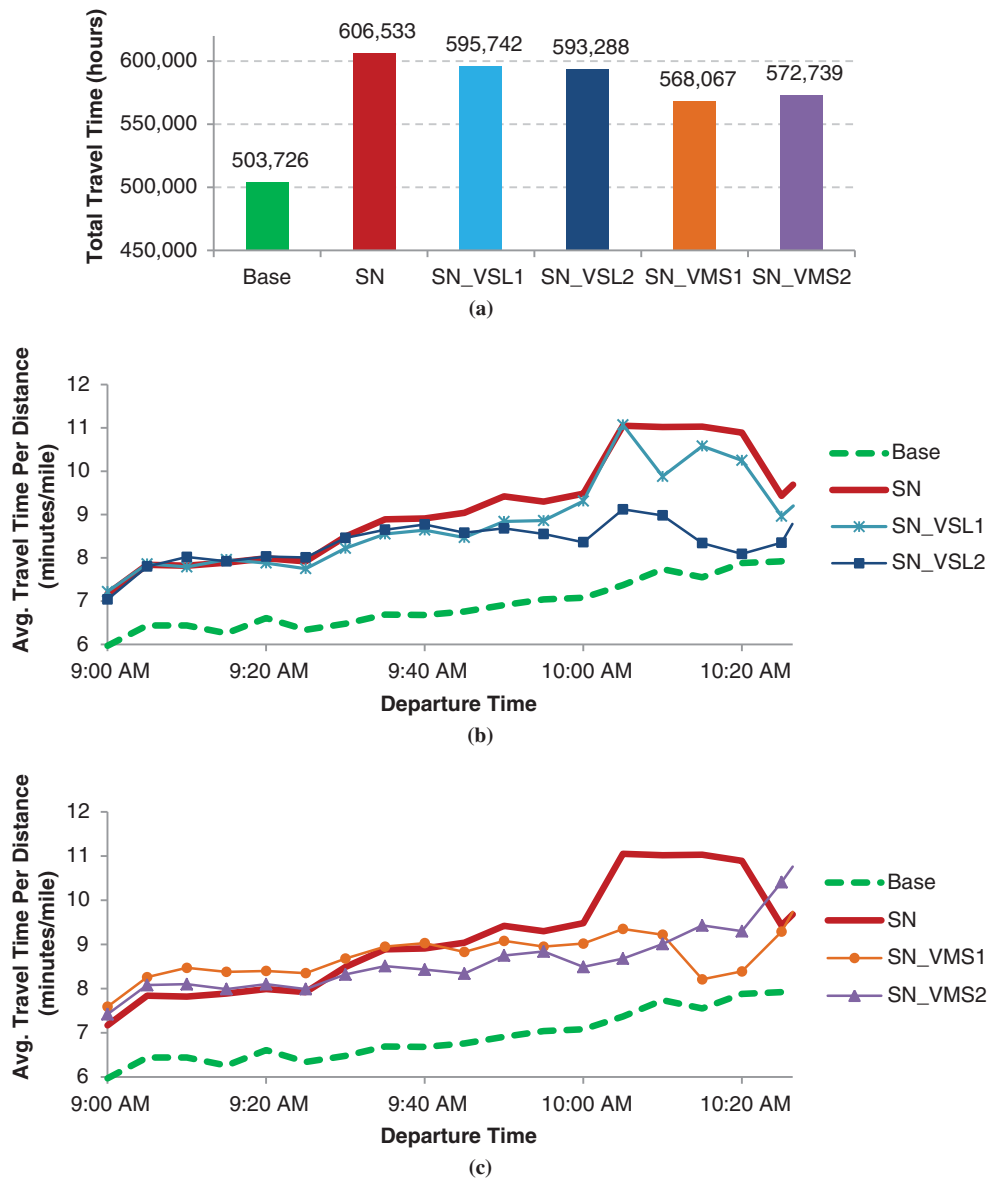 Total Travel Time (hours)
600,000
550,000
500,000
450,000
503,726
606,533
595,742
593,288
568,067
572,739
Base
SN
SN_VSL1
SN_VSL2
SN_VMS1
SN_VMS2
(a)
Avg. Travel Time Per Distance
(minutes/mile)
12
11
10
9
8
7
6
9:00 AM
9:20 AM
9:40 AM
10:00 AM
10:20 AM
Departure Time
Base
SN
SN_VSL1
SN_VSL2
(b)
Avg. Travel Time Per Distance
(minutes/mile)
12
11
10
9
8
7
6
9:00 AM
9:20 AM
9:40 AM
10:00 AM
10:20 AM
Departure Time
Base
SN
SN_VMS1
SN_VMS2
(c)